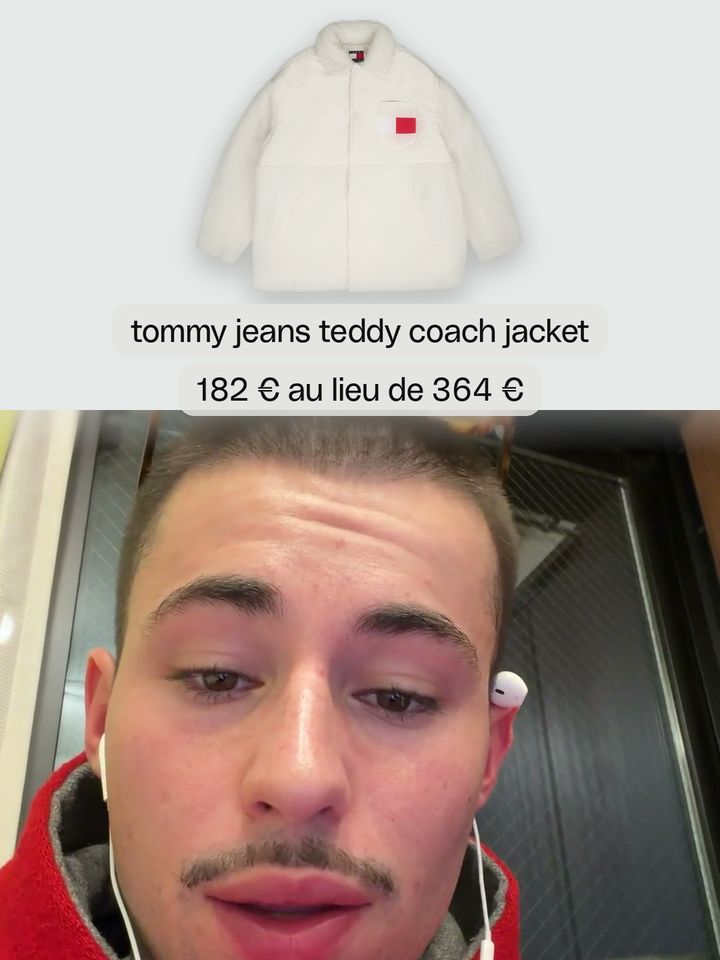 tommy jeans teddy coach jacket
182 € au lieu de 364 €